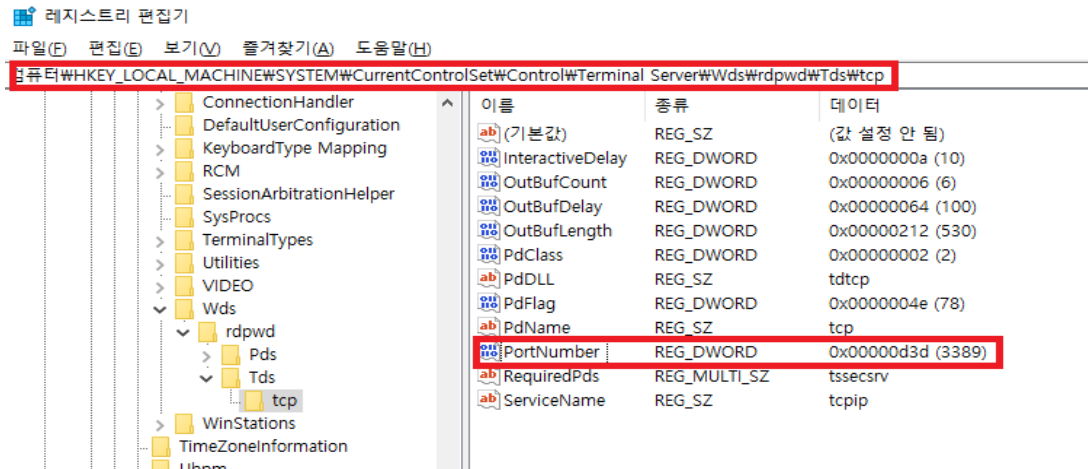 레지스트리 편집기
파일(F) 편집(E) 보기(V) 즐겨찾기(A) 도움말(H)
컴퓨터₩HKEY_LOCAL_MACHINE₩SYSTEM₩CurrentControlSet₩Control₩Terminal Server₩Wds₩rdpwd₩Tds₩tcp
ConnectionHandler
DefaultUserConfiguration
KeyboardType Mapping
RCM
SessionArbitrationHelper
SysProcs
TerminalTypes
Utilities
VIDEO
Wds
rdpwd
Pds
Tds
tcp
WinStations
TimeZoneInformation
Ubpm
이름 종류 데이터
(기본값) REG_SZ (값 설정 안 됨)
InteractiveDelay REG_DWORD 0x0000000a (10)
OutBufCount REG_DWORD 0x00000006 (6)
OutBufDelay REG_DWORD 0x00000064 (100)
OutBufLength REG_DWORD 0x00000212 (530)
PdClass REG_DWORD 0x00000002 (2)
PdDLL REG_SZ tdtcp
PdFlag REG_DWORD 0x0000004e (78)
PdName REG_SZ tcp
PortNumber REG_DWORD 0x00000d3d (3389)
RequiredPds REG_MULTI_SZ tssecsrv
ServiceName REG_SZ tcpip